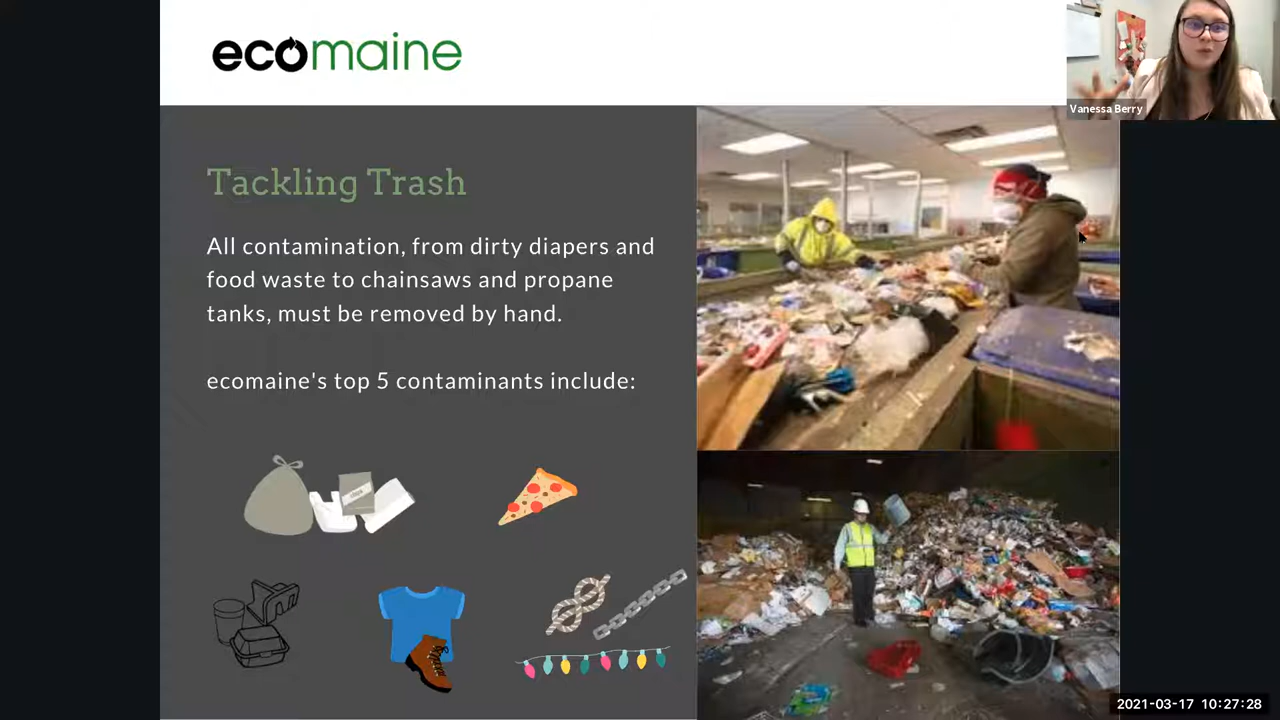 ecomaine
Vanessa Berry
Tackling Trash
All contamination, from dirty diapers and
food waste to chainsaws and propane
tanks, must be removed by hand.
ecomaine's top 5 contaminants include:
2021-03-17 10:27:28